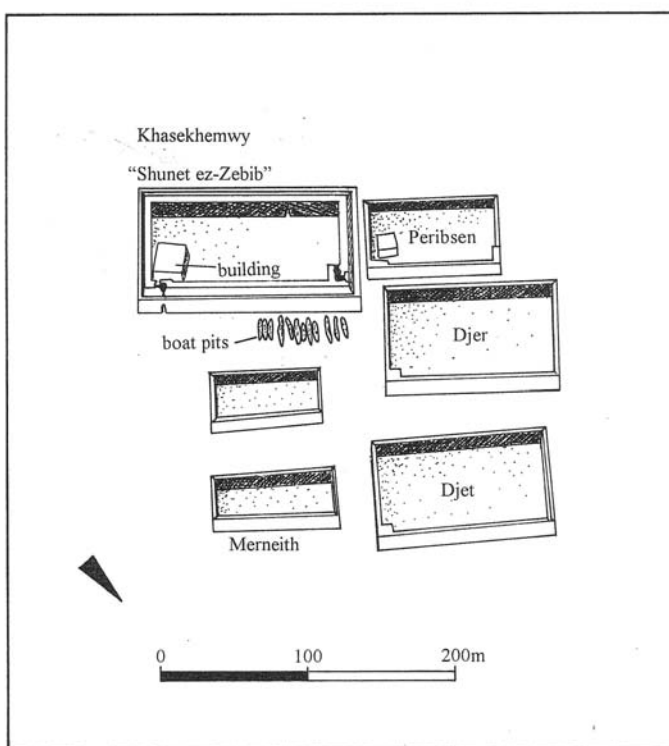 Khasekhemwy
“Shunet ez-Zebib”
Peribsen
building
Djer
boat pits
Djet
Merneith
0 100 200m